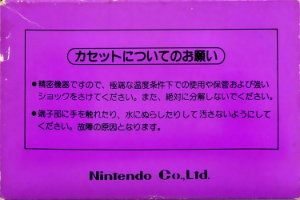 カセットについてのお願い
●精密機器ですので、極端な温度条件下での使用や保管および強い
ショックをさけてください。また、絶対に分解しないでください。
●端子部に手を触れたり、水にぬらしたりして汚さないようにして
ください。故障の原因となります。
Nintendo Co.,Ltd.